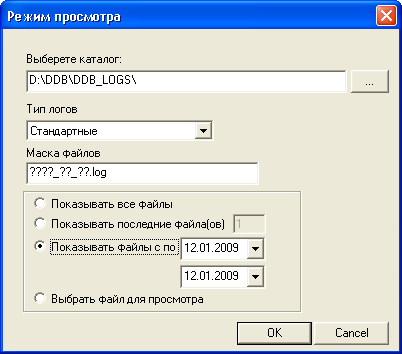 Режим просмотра
Выберете каталог:
D:\DDB\DDB_LOGS\
...
Тип логов
Стандартные
Маска файлов
????_??_??.log
Показывать все файлы
Показывать последние файла(ов) 1
Показывать файлы с по 12.01.2009
12.01.2009
Выбрать файл для просмотра
OK Cancel